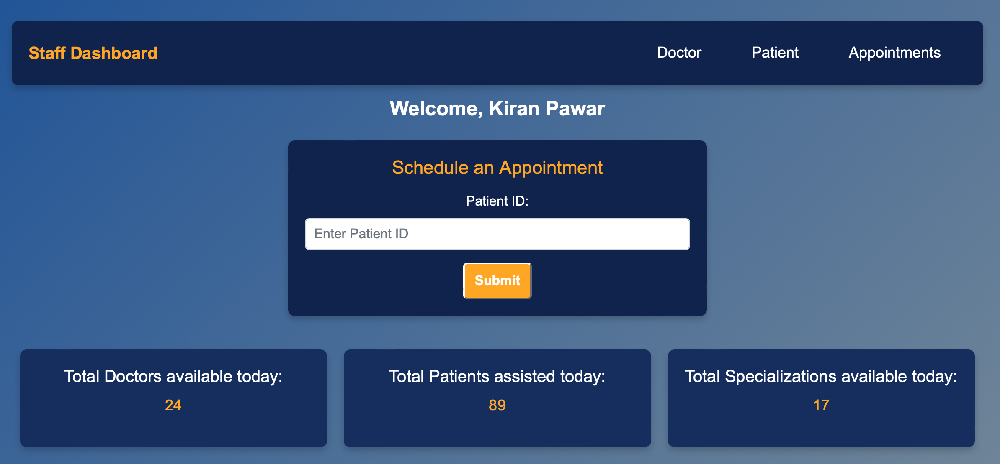 Staff Dashboard
Doctor
Patient
Appointments
Welcome, Kiran Pawar
Schedule an Appointment
Patient ID:
Enter Patient ID
Submit
Total Doctors available today:
24
Total Patients assisted today:
89
Total Specializations available today:
17